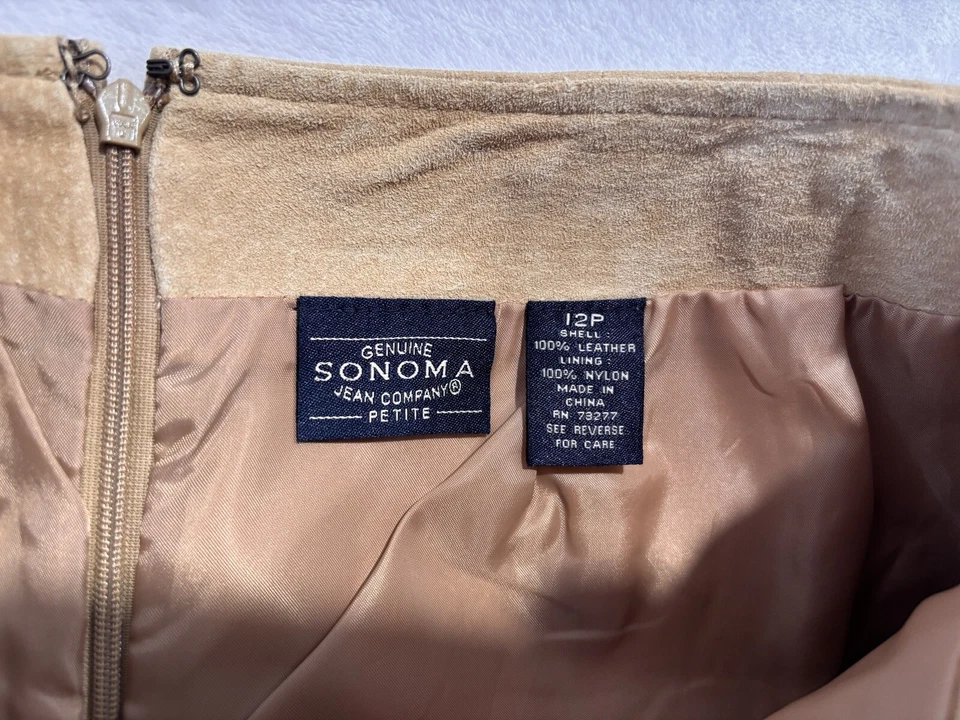 GENUINE
SONOMA
JEAN COMPANY®
PETITE
12P
SHELL:
100% LEATHER
LINING:
100% NYLON
MADE IN
CHINA
RN 73277
SEE REVERSE
FOR CARE